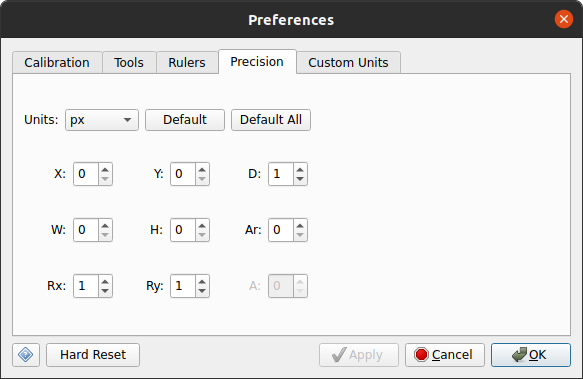 Preferences
Calibration Tools Rulers Precision Custom Units
Units: px Default Default All
X: 0 Y: 0 D: 1
W: 0 H: 0 Ar: 0
Rx: 1 Ry: 1 A: 0
Hard Reset Apply Cancel OK